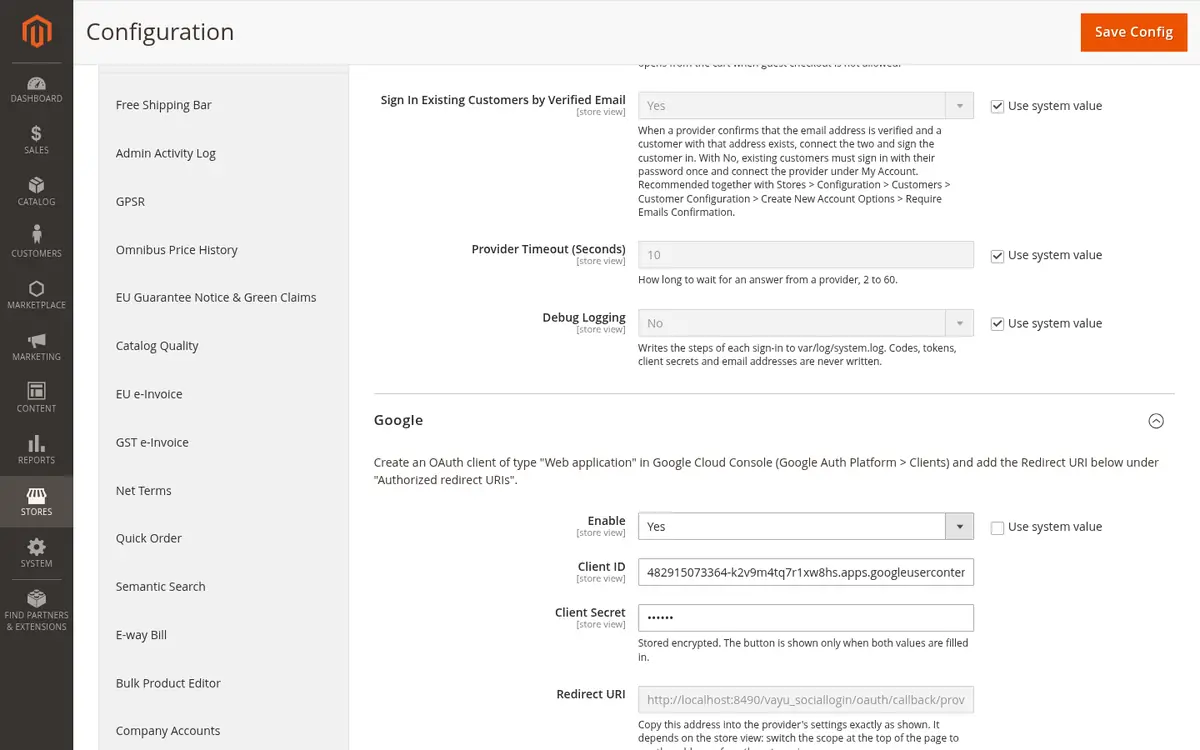 Configuration
Save Config
DASHBOARD
SALES
CATALOG
CUSTOMERS
MARKETPLACE
MARKETING
CONTENT
REPORTS
STORES
SYSTEM
FIND PARTNERS
& EXTENSIONS
Free Shipping Bar
Admin Activity Log
GPSR
Omnibus Price History
EU Guarantee Notice & Green Claims
Catalog Quality
EU e-Invoice
GST e-Invoice
Net Terms
Quick Order
Semantic Search
E-way Bill
Bulk Product Editor
Company Accounts
opens from the cart when guest checkout is not allowed.
Sign In Existing Customers by Verified Email
[store view]
Yes
Use system value
When a provider confirms that the email address is verified and a
customer with that address exists, connect the two and sign the
customer in. With No, existing customers must sign in with their
password once and connect the provider under My Account.
Recommended together with Stores > Configuration > Customers >
Customer Configuration > Create New Account Options > Require
Emails Confirmation.
Provider Timeout (Seconds)
[store view]
10
Use system value
How long to wait for an answer from a provider, 2 to 60.
Debug Logging
[store view]
No
Use system value
Writes the steps of each sign-in to var/log/system.log. Codes, tokens,
client secrets and email addresses are never written.
Google
Create an OAuth client of type "Web application" in Google Cloud Console (Google Auth Platform > Clients) and add the Redirect URI below under
"Authorized redirect URIs".
Enable
[store view]
Yes
Use system value
Client ID
[store view]
482915073364-k2v9m4tq7r1xw8hs.apps.googleuserconter
Client Secret
[store view]
••••••
Stored encrypted. The button is shown only when both values are filled
in.
Redirect URI
http://localhost:8490/vayu_sociallogin/oauth/callback/prov
Copy this address into the provider's settings exactly as shown. It
depends on the store view: switch the scope at the top of the page to